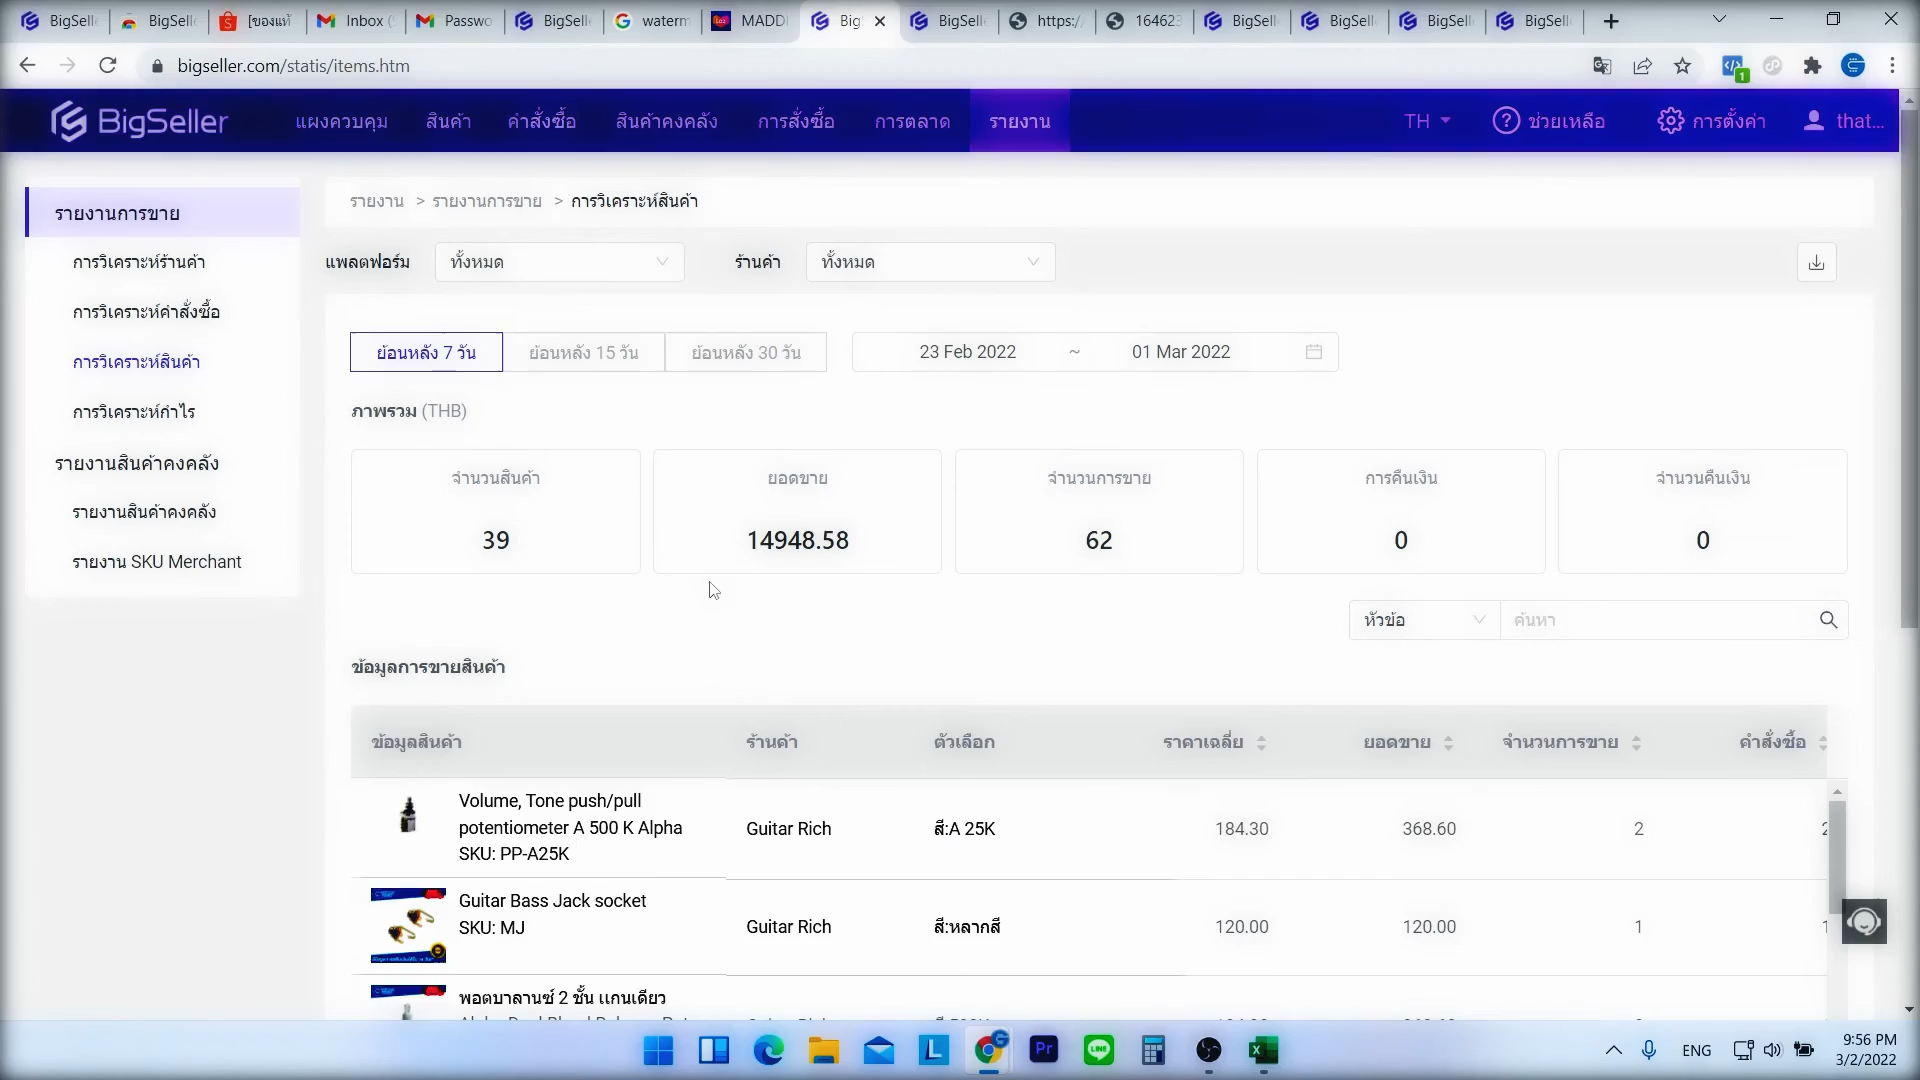 BigSelle
BigSelle
[ของแท้
Inbox (
Passwo
BigSelle
waterm
MADD
Big
BigSelle
https:/
164623
BigSell
BigSell
BigSell
BigSell
bigseller.com/statis/items.htm
BigSeller
แผงควบคุม
สินค้า
คำสั่งซื้อ
สินค้าคงคลัง
การสั่งซื้อ
การตลาด
รายงาน
TH
ช่วยเหลือ
การตั้งค่า
that...
รายงานการขาย
การวิเคราะห์ร้านค้า
การวิเคราะห์คำสั่งซื้อ
การวิเคราะห์สินค้า
การวิเคราะห์กำไร
รายงานสินค้าคงคลัง
รายงานสินค้าคงคลัง
รายงาน SKU Merchant
รายงาน > รายงานการขาย > การวิเคราะห์สินค้า
แพลตฟอร์ม ทั้งหมด ร้านค้า ทั้งหมด
ย้อนหลัง 7 วัน ย้อนหลัง 15 วัน ย้อนหลัง 30 วัน 23 Feb 2022 ~ 01 Mar 2022
ภาพรวม (THB)
จำนวนสินค้า ยอดขาย จำนวนการขาย การคืนเงิน จำนวนคืนเงิน
39 14948.58 62 0 0
หัวข้อ ค้นหา
ข้อมูลการขายสินค้า
ข้อมูลสินค้า ร้านค้า ตัวเลือก ราคาเฉลี่ย ยอดขาย จำนวนการขาย คำสั่งซื้อ
Volume, Tone push/pull
potentiometer A 500 K Alpha
SKU: PP-A25K
Guitar Rich สี:A 25K 184.30 368.60 2 2
Guitar Bass Jack socket
SKU: MJ
Guitar Rich สี:หลากสี 120.00 120.00 1 1
พอตบาลานซ์ 2 ชั้น แกนเดียว
ENG
9:56 PM
3/2/2022